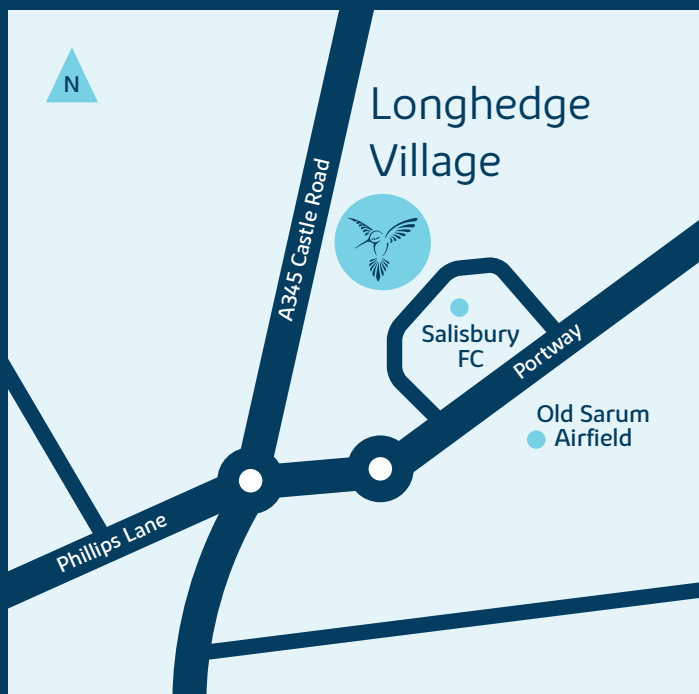 N
Longhedge
Village
A345 Castle Road
Salisbury
FC
Portway
Old Sarum
Airfield
Phillips Lane